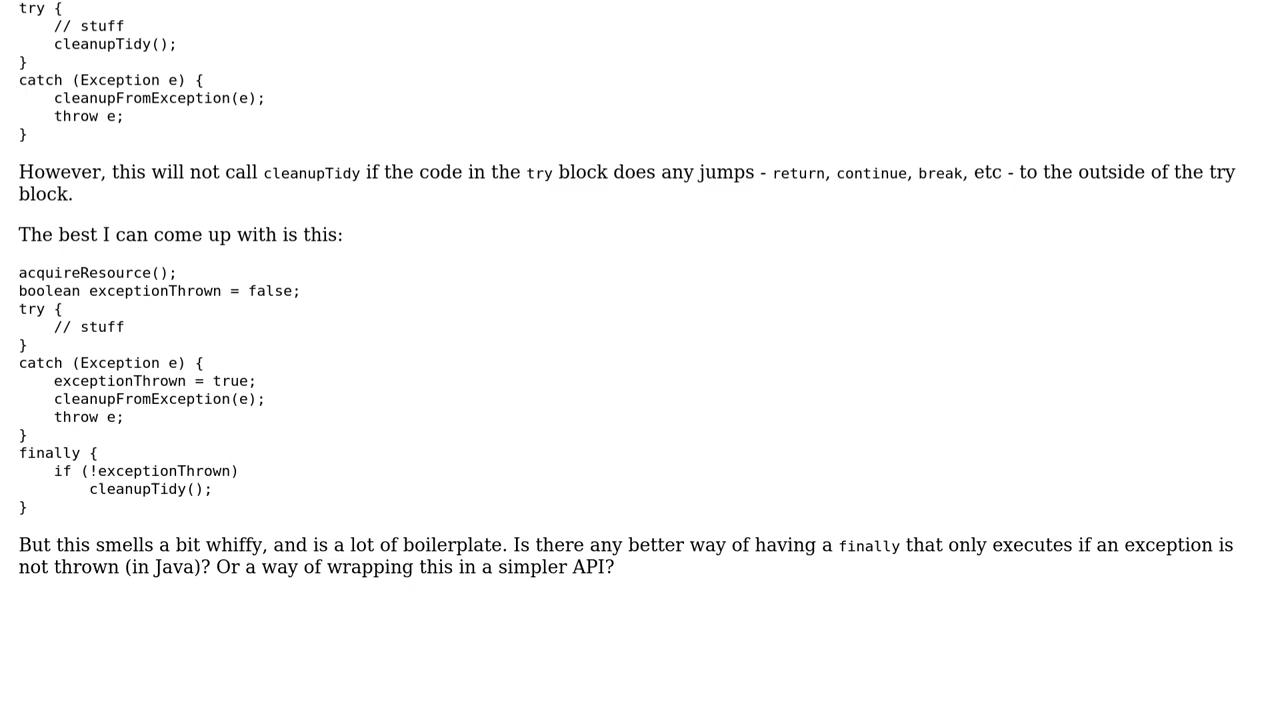 try {
    // stuff
    cleanupTidy();
}
catch (Exception e) {
    cleanupFromException(e);
    throw e;
}
However, this will not call cleanupTidy if the code in the try block does any jumps - return, continue, break, etc - to the outside of the try
block.
The best I can come up with is this:
acquireResource();
boolean exceptionThrown = false;
try {
    // stuff
}
catch (Exception e) {
    exceptionThrown = true;
    cleanupFromException(e);
    throw e;
}
finally {
    if (!exceptionThrown)
        cleanupTidy();
}
But this smells a bit whiffy, and is a lot of boilerplate. Is there any better way of having a finally that only executes if an exception is
not thrown (in Java)? Or a way of wrapping this in a simpler API?